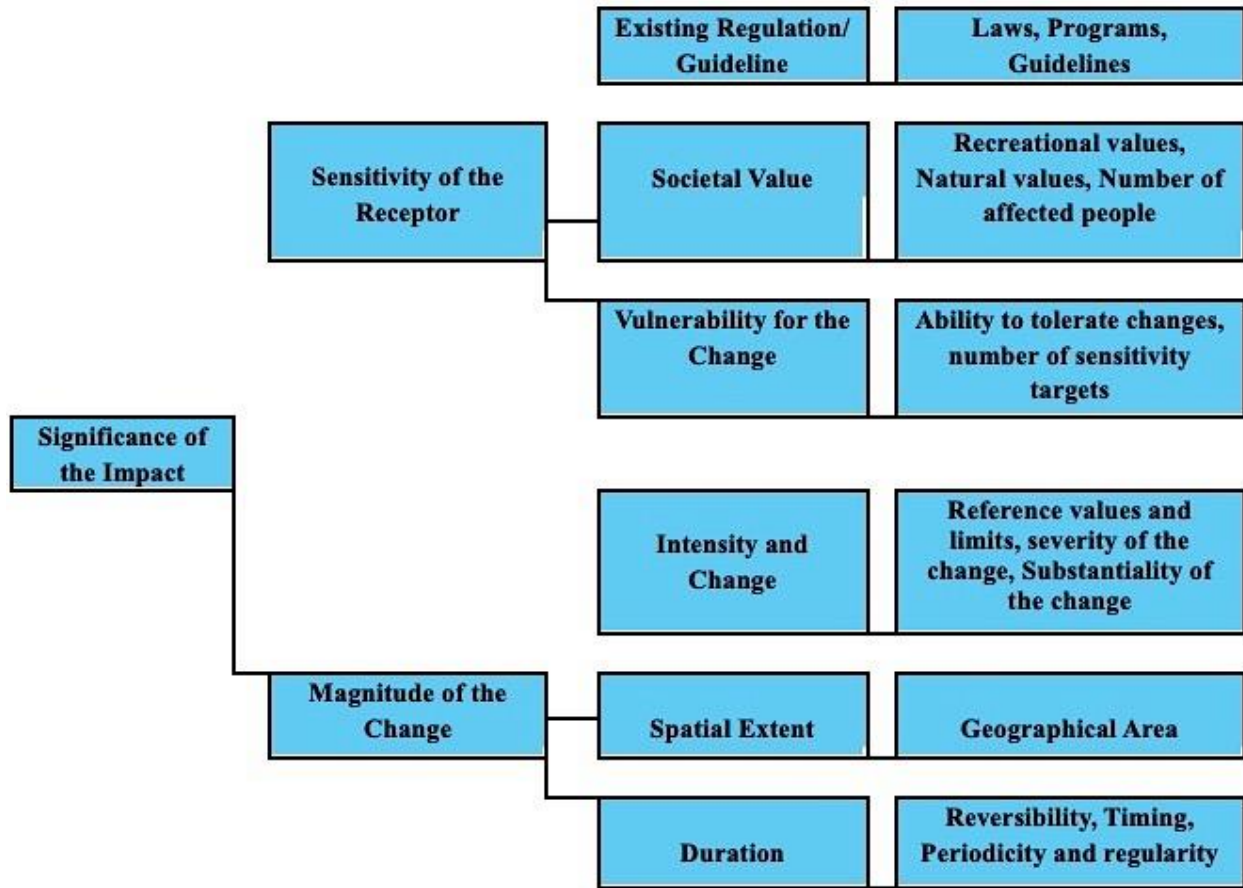 Existing Regulation/
Guideline
Laws, Programs,
Guidelines
Sensitivity of the
Receptor
Societal Value
Recreational values,
Natural values, Number of
affected people
Vulnerability for the
Change
Ability to tolerate changes,
number of sensitivity
targets
Significance of
the Impact
Intensity and
Change
Reference values and
limits, severity of the
change, Substantiality of
the change
Magnitude of the
Change
Spatial Extent
Geographical Area
Duration
Reversibility, Timing,
Periodicity and regularity